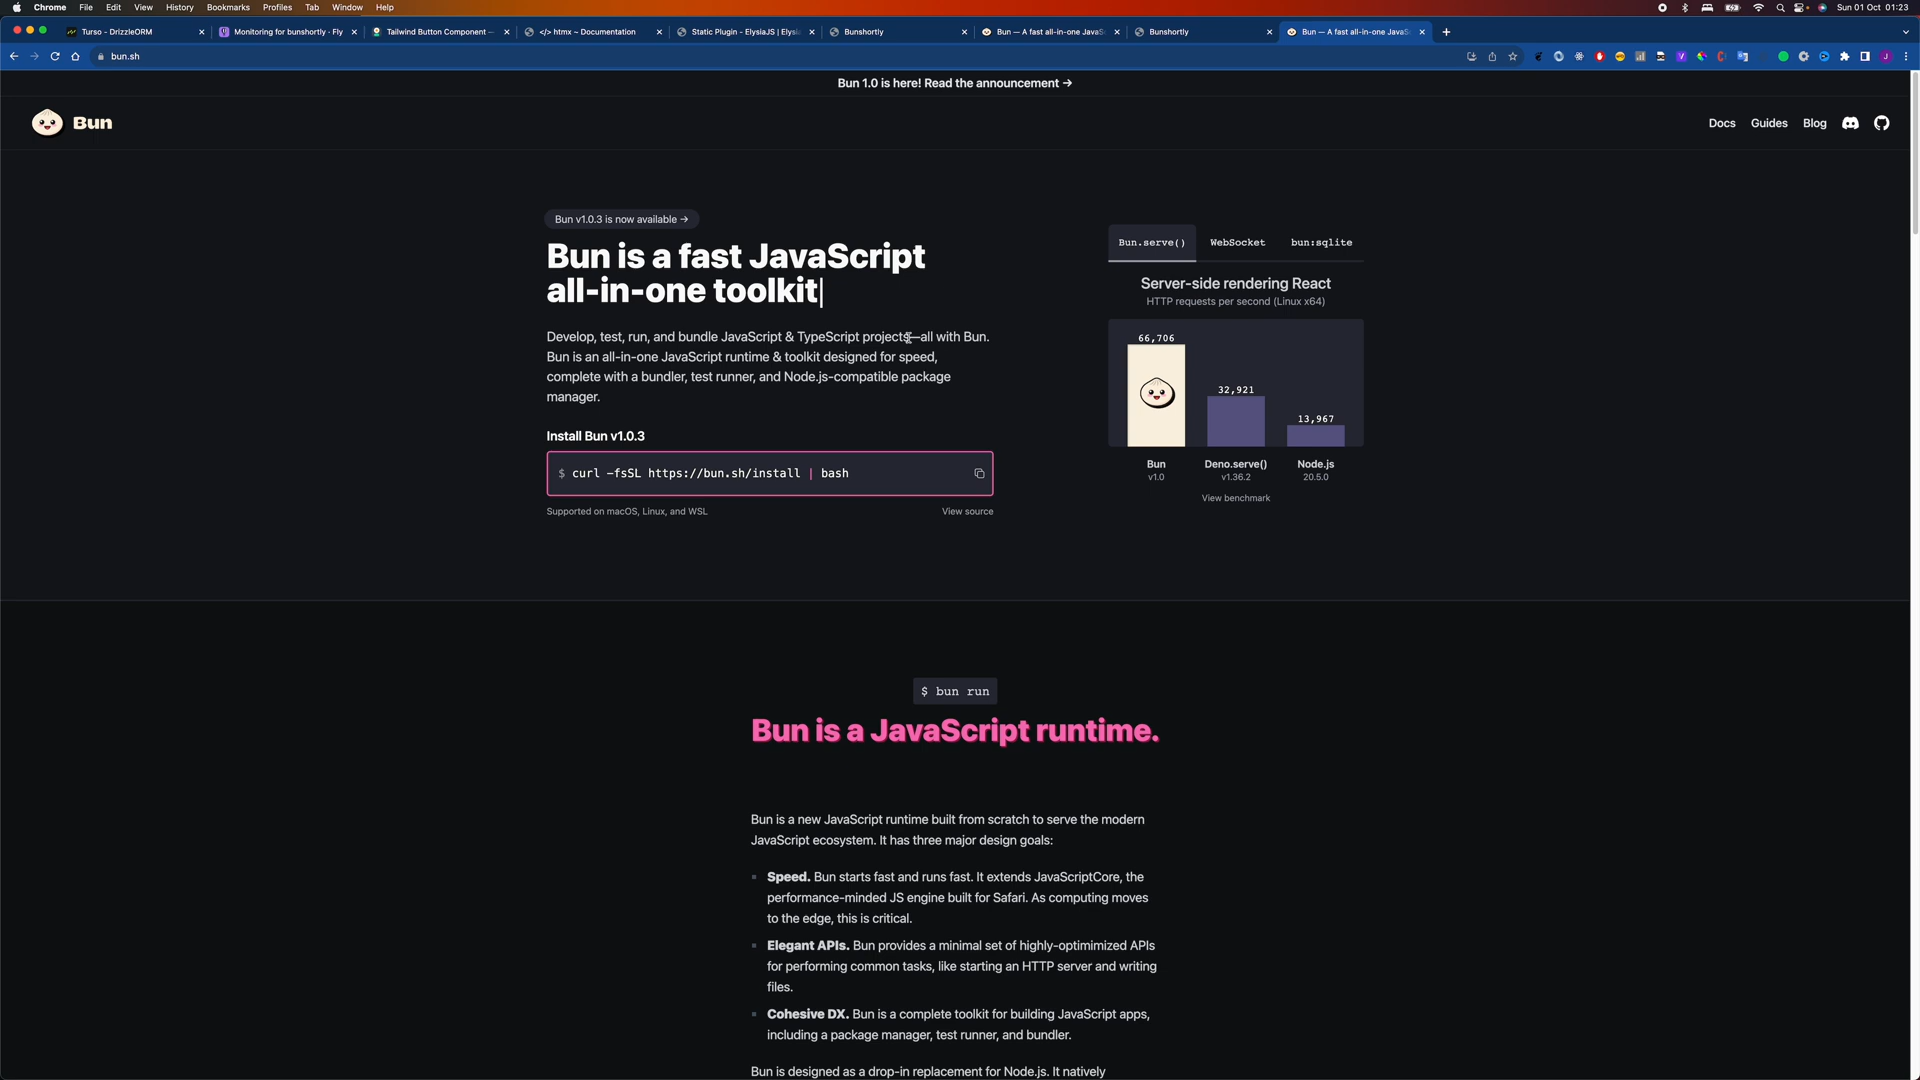 Chrome File Edit View History Bookmarks Profiles Tab Window Help Sun 01 Oct 01:23
Turso - DrizzleORM Monitoring for bunshortly · Fly Tailwind Button Component — </> htmx ~ Documentation Static Plugin - ElysiaJS | Elysi Bunshortly Bun — A fast all-in-one JavaS Bunshortly Bun — A fast all-in-one JavaS
bun.sh
Bun 1.0 is here! Read the announcement →
Bun
Docs Guides Blog
Bun v1.0.3 is now available →
Bun is a fast JavaScript
all-in-one toolkit
Develop, test, run, and bundle JavaScript & TypeScript projects—all with Bun.
Bun is an all-in-one JavaScript runtime & toolkit designed for speed,
complete with a bundler, test runner, and Node.js-compatible package
manager.
Install Bun v1.0.3
$ curl -fsSL https://bun.sh/install | bash
Supported on macOS, Linux, and WSL View source
Bun.serve() WebSocket bun:sqlite
Server-side rendering React
HTTP requests per second (Linux x64)
66,706
32,921
13,967
Bun Deno.serve() Node.js
v1.0 v1.36.2 20.5.0
View benchmark
$ bun run
Bun is a JavaScript runtime.
Bun is a new JavaScript runtime built from scratch to serve the modern
JavaScript ecosystem. It has three major design goals:
Speed. Bun starts fast and runs fast. It extends JavaScriptCore, the
performance-minded JS engine built for Safari. As computing moves
to the edge, this is critical.
Elegant APIs. Bun provides a minimal set of highly-optimimized APIs
for performing common tasks, like starting an HTTP server and writing
files.
Cohesive DX. Bun is a complete toolkit for building JavaScript apps,
including a package manager, test runner, and bundler.
Bun is designed as a drop-in replacement for Node.js. It natively